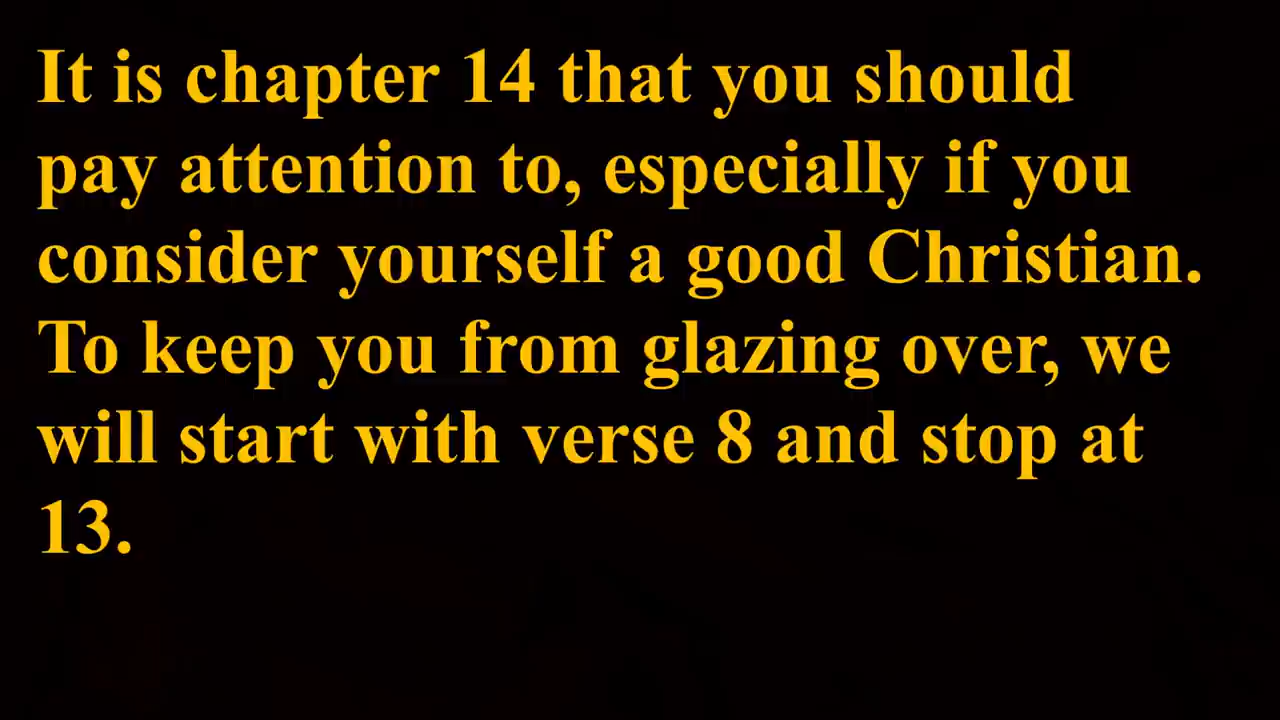 It is chapter 14 that you should
pay attention to, especially if you
consider yourself a good Christian.
To keep you from glazing over, we
will start with verse 8 and stop at
13.